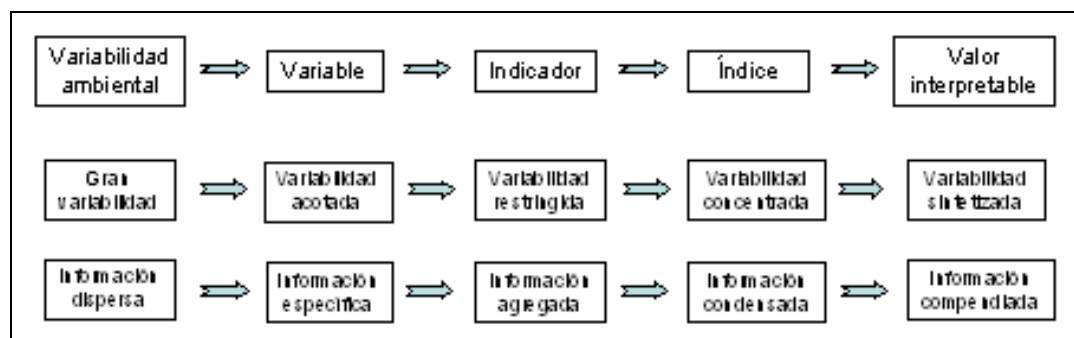 Variabilidad
ambiental
Variable
Indicador
Índice
Valor
interpretable
Gran
variabilidad
Variabilidad
acotada
Variabilidad
restringida
Variabilidad
concentrada
Variabilidad
sintetizada
Información
dispersa
Información
específica
Información
agregada
Información
condensada
Información
compendiada